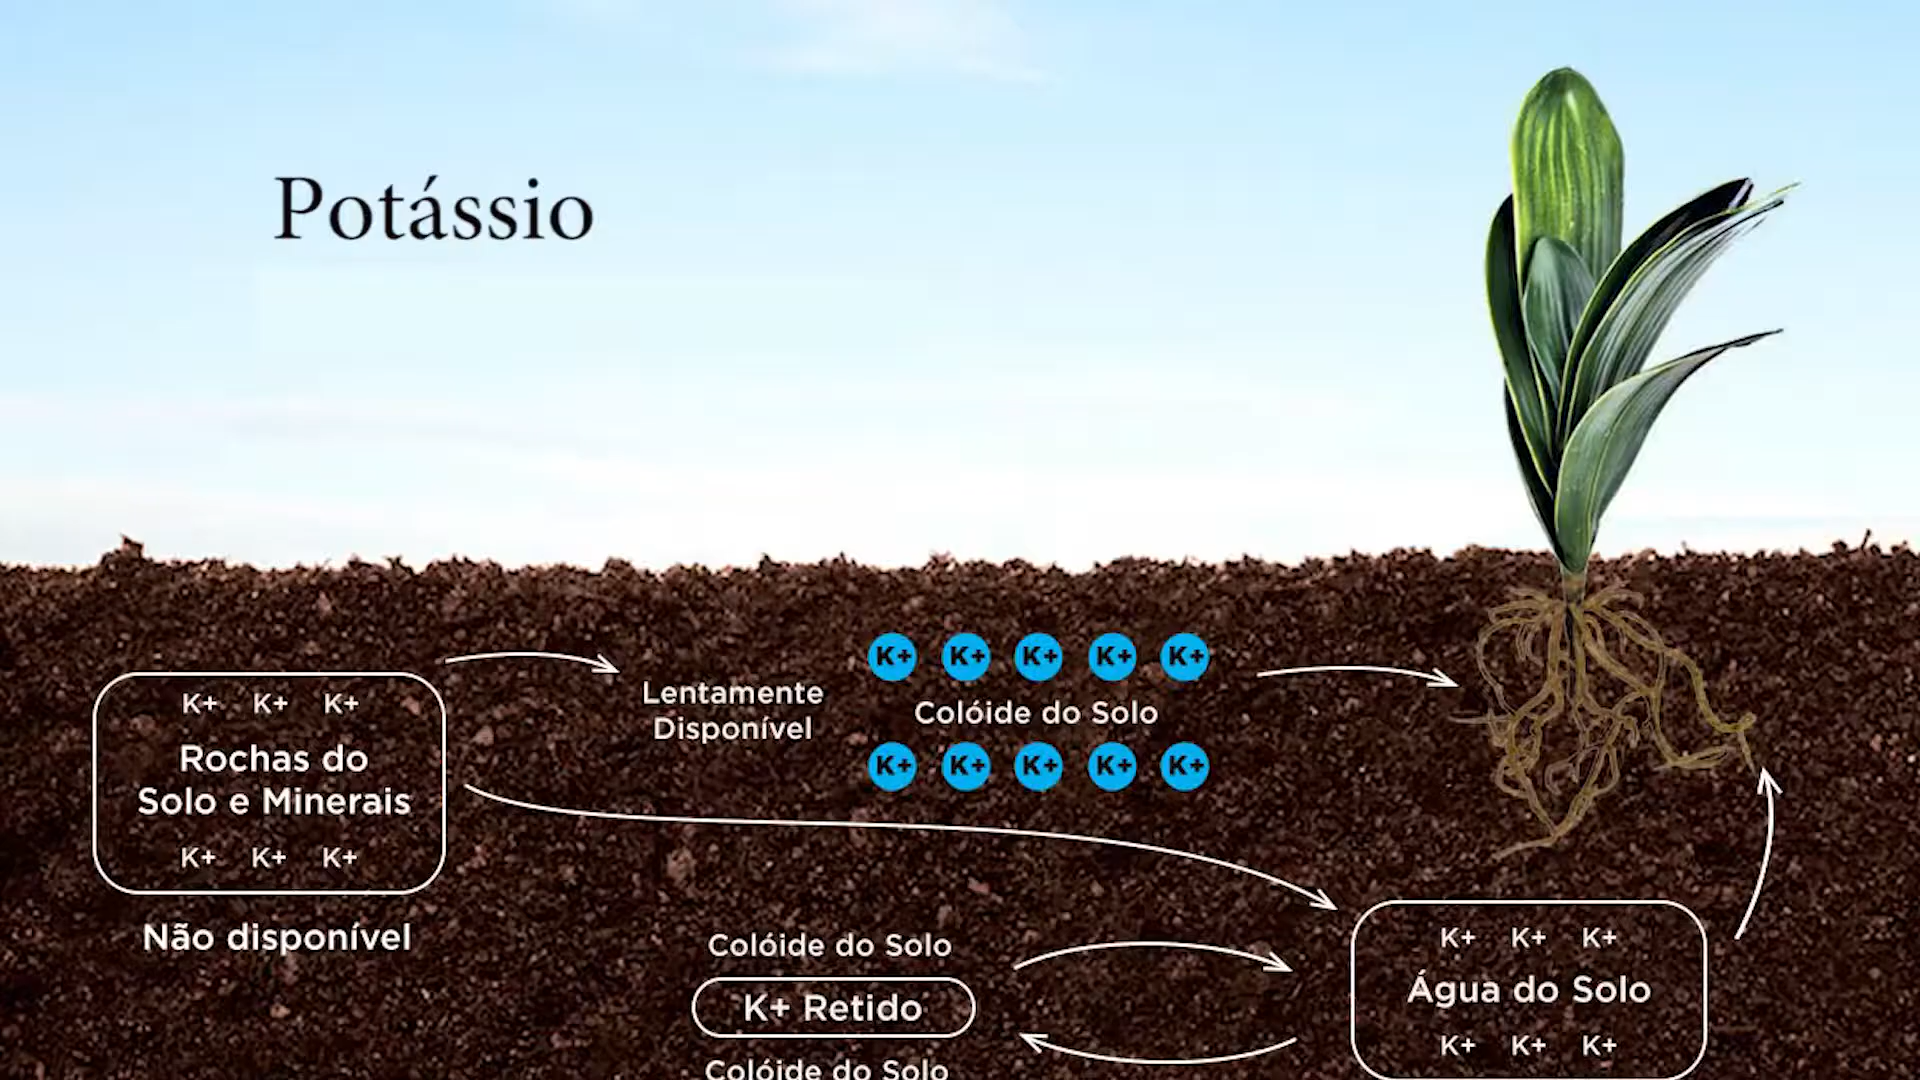 Potássio
K+ K+ K+ K+ K+
Lentamente
Disponível
Colóide do Solo
K+ K+ K+ K+ K+
K+ K+ K+
Rochas do
Solo e Minerais
K+ K+ K+
Não disponível
Colóide do Solo
K+ Retido
Colóide do Solo
K+ K+ K+
Água do Solo
K+ K+ K+